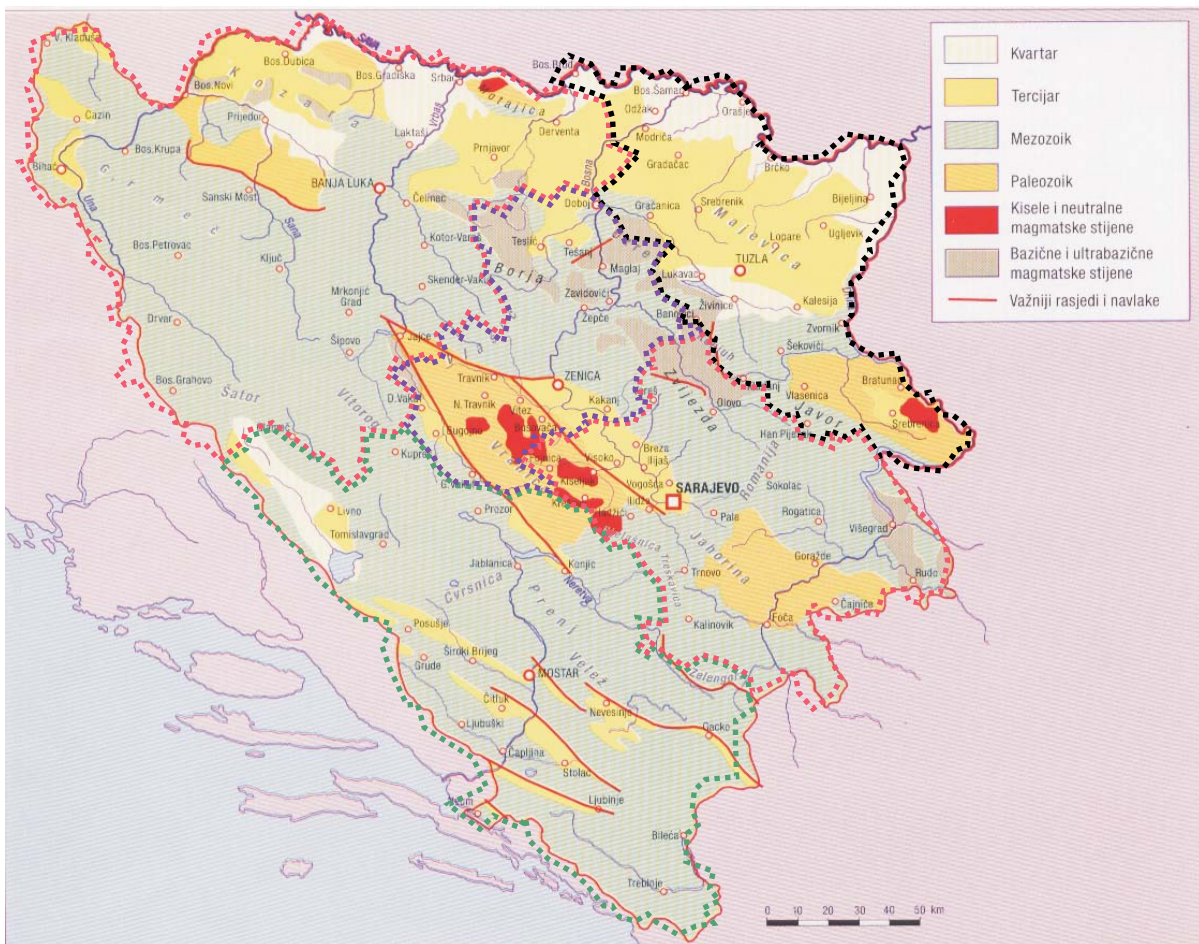 Kvartar
Tercijar
Mezozoik
Paleozoik
Kisele i neutralne
magmatske stijene
Bazične i ultrabazične
magmatske stijene
Važniji rasjedi i navlake
V. Kladuša
Bos.Dubica
SAVA
Bos.Gradiška
Srbac
Bos.Brod
Bos.Šamac
Orašje
Odžak
Bos.Novi
Kozara
Motajica
Modriča
Cazin
Prijedor
Laktaši
Vrbas
Derventa
Brčko
Bihać
Bos.Krupa
Prnjavor
Gradačac
Grmeč
BANJA LUKA
Bosna
Bijeljina
Sanski Most
Čelinac
Doboj
Gračanica
Srebrenik
Majevica
Una
Sana
Ugljevik
Bos.Petrovac
Kotor-Varoš
Teslić
Tešanj
Lopare
Ključ
Borja
Maglaj
Lukavac
TUZLA
Skender-Vakuf
Mrkonjić
Grad
Zavidovići
Živinice
Kalesija
Drvar
Žepče
Zvornik
Šipovo
Jajce
Šekovići
Bos.Grahovo
Šator
Vitorog
Travnik
ZENICA
Zvijezda
Vlasenica
Bratunac
D.Vakuf
N.Travnik
Vitez
Kakanj
Olovo
Javor
Srebrenica
Bugojno
Busovača
Han Pijesak
Kupres
Breza
Visoko
Ilijaš
Romanija
Kiseljak
Vogošća
SARAJEVO
Sokolac
Livno
Prozor
Ilidža
Hadžići
Pale
Rogatica
Višegrad
Tomislavgrad
Jahorina
Jablanica
Konjic
Treskavica
Trnovo
Goražde
Rudo
Čvrsnica
Prenj
Neretva
Čajniče
Foča
Posušje
Kalinovik
Grude
Široki Brijeg
Velež
Zelengora
MOSTAR
Čitluk
Nevesinje
Ljubuški
Gacko
Čapljina
Stolac
Ljubinje
Neum
Bileća
Trebinje
0 10 20 30 40 50 km